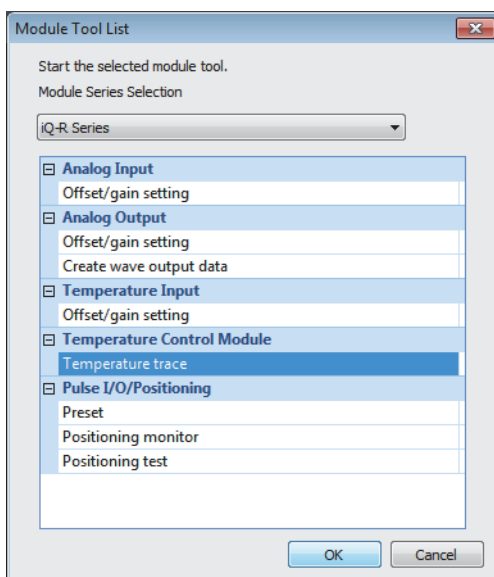 Module Tool List
Start the selected module tool.
Module Series Selection
iQ-R Series
Analog Input
Offset/gain setting
Analog Output
Offset/gain setting
Create wave output data
Temperature Input
Offset/gain setting
Temperature Control Module
Temperature trace
Pulse I/O/Positioning
Preset
Positioning monitor
Positioning test
OK Cancel